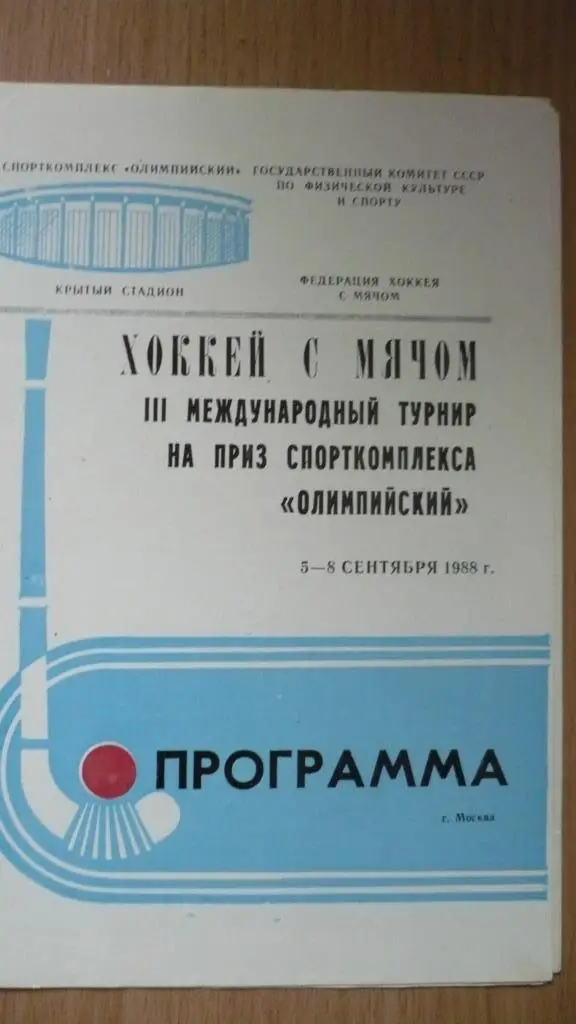 СПОРТКОМПЛЕКС «ОЛИМПИЙСКИЙ»
КРЫТЫЙ СТАДИОН
ГОСУДАРСТВЕННЫЙ КОМИТЕТ СССР
ПО ФИЗИЧЕСКОЙ КУЛЬТУРЕ
И СПОРТУ
ФЕДЕРАЦИЯ ХОККЕЯ
С МЯЧОМ
ХОККЕЙ С МЯЧОМ
III МЕЖДУНАРОДНЫЙ ТУРНИР
НА ПРИЗ СПОРТКОМПЛЕКСА
«ОЛИМПИЙСКИЙ»
5—8 СЕНТЯБРЯ 1988 г.
ПРОГРАММА
г. Москва